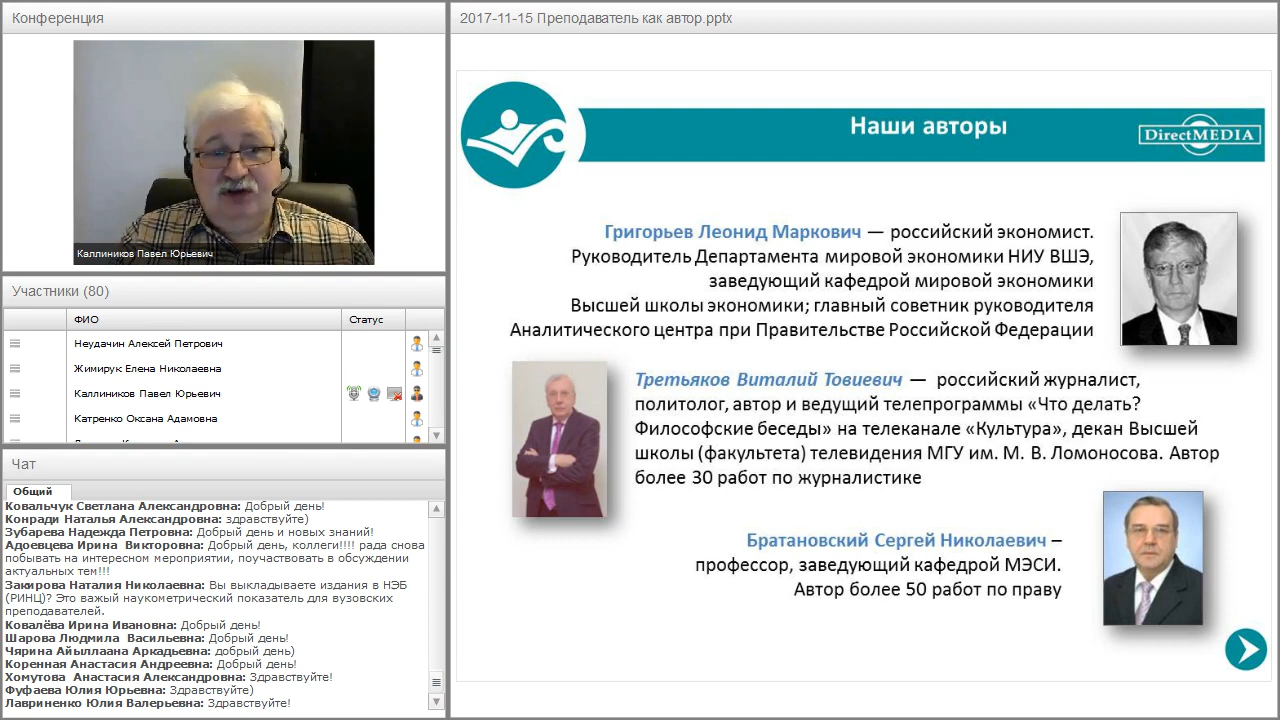 Конференция
Каллиников Павел Юрьевич
Участники (80)
ФИО
Статус
Неудачин Алексей Петрович
Жимирук Елена Николаевна
Каллиников Павел Юрьевич
Катренко Оксана Адамовна
Чат
Общий
Ковальчук Светлана Александровна: Добрый день!
Конради Наталья Александровна: здравствуйте)
Зубарева Надежда Петровна: Добрый день и новых знаний!
Адоевцева Ирина Викторовна: Добрый день, коллеги!!!! рада снова
побывать на интересном мероприятии, поучаствовать в обсуждении
актуальных тем!!!
Закирова Наталия Николаевна: Вы выкладываете издания в НЭБ
(РИНЦ)? Это важый наукометрический показатель для вузовских
преподавателей.
Ковалёва Ирина Ивановна: Добрый день!
Шарова Людмила Васильевна: Добрый день!
Чярина Айыллаана Аркадьевна: добрый день)
Коренная Анастасия Андреевна: Добрый день!
Хомутова Анастасия Александровна: Здравствуйте!
Фуфаева Юлия Юрьевна: Здравствуйте)
Лавриненко Юлия Валерьевна: Здравствуйте!
2017-11-15 Преподаватель как автор.pptx
Наши авторы
DirectMEDIA
Григорьев Леонид Маркович — российский экономист.
Руководитель Департамента мировой экономики НИУ ВШЭ,
заведующий кафедрой мировой экономики
Высшей школы экономики; главный советник руководителя
Аналитического центра при Правительстве Российской Федерации
Третьяков Виталий Товиевич — российский журналист,
политолог, автор и ведущий телепрограммы «Что делать?
Философские беседы» на телеканале «Культура», декан Высшей
школы (факультета) телевидения МГУ им. М. В. Ломоносова. Автор
более 30 работ по журналистике
Братановский Сергей Николаевич –
профессор, заведующий кафедрой МЭСИ.
Автор более 50 работ по праву